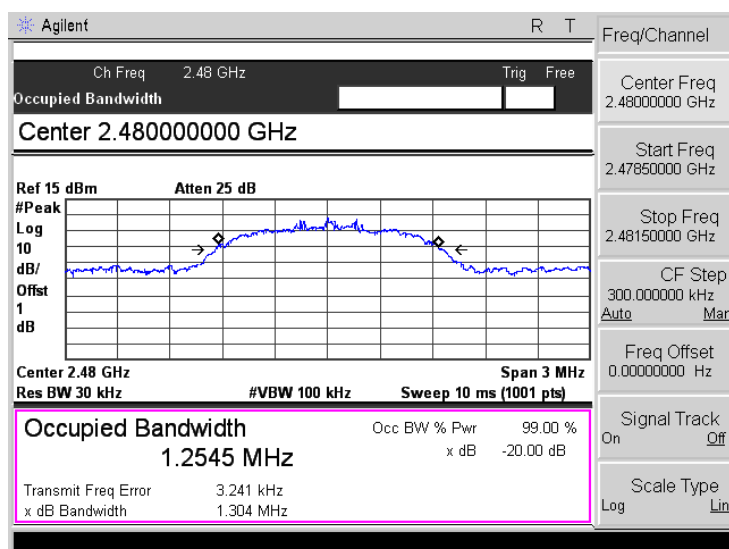 Agilent R T
Ch Freq 2.48 GHz Trig Free
Occupied Bandwidth
Center 2.480000000 GHz
Ref 15 dBm Atten 25 dB
#Peak
Log
10
dB/
Offst
1
dB
Center 2.48 GHz Span 3 MHz
Res BW 30 kHz #VBW 100 kHz Sweep 10 ms (1001 pts)
Occupied Bandwidth
1.2545 MHz
Occ BW % Pwr 99.00 %
x dB -20.00 dB
Transmit Freq Error 3.241 kHz
x dB Bandwidth 1.304 MHz
Freq/Channel
Center Freq
2.48000000 GHz
Start Freq
2.47850000 GHz
Stop Freq
2.48150000 GHz
CF Step
300.000000 kHz
Auto Mar
Freq Offset
0.00000000 Hz
Signal Track
On Off
Scale Type
Log Lin